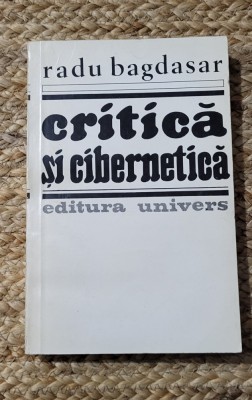 radu bagdasar
critică
și cibernetică
editura univers